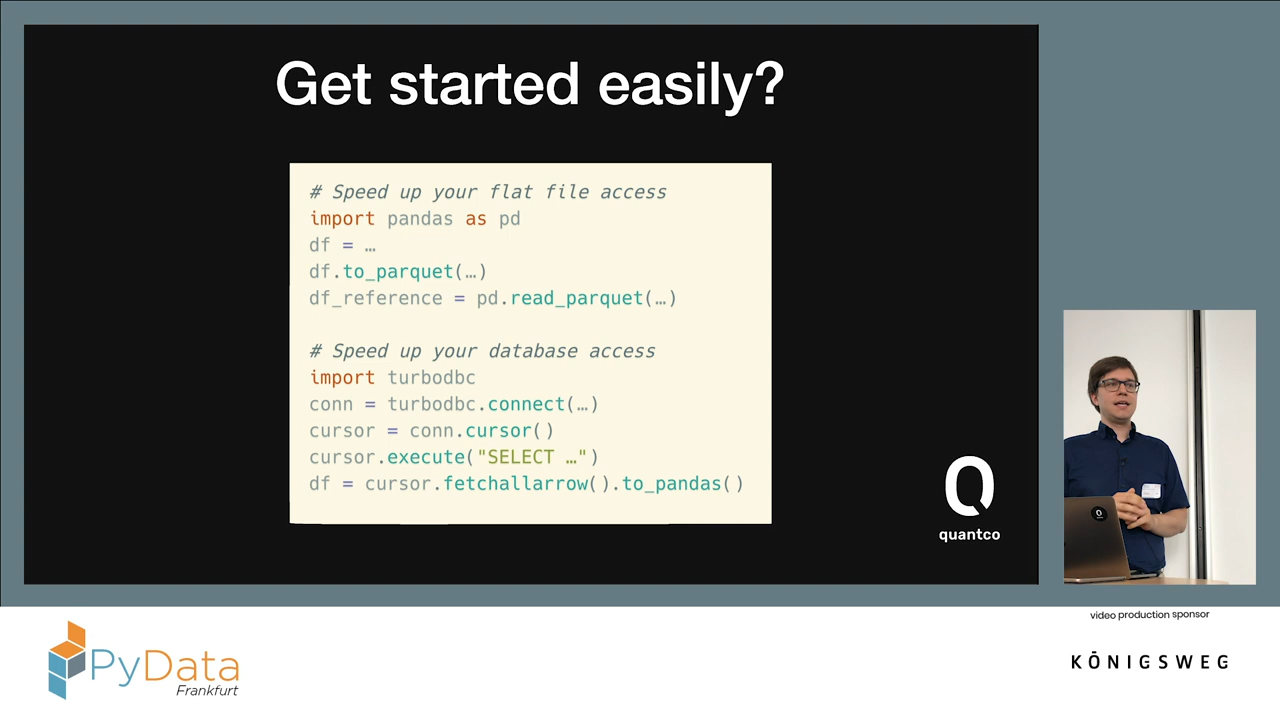 Get started easily?
# Speed up your flat file access
import pandas as pd
df = …
df.to_parquet(…)
df_reference = pd.read_parquet(…)
# Speed up your database access
import turbodbc
conn = turbodbc.connect(…)
cursor = conn.cursor()
cursor.execute("SELECT …")
df = cursor.fetchallarrow().to_pandas()
quantco
video production sponsor
KÖNIGSWEG
PyData
Frankfurt